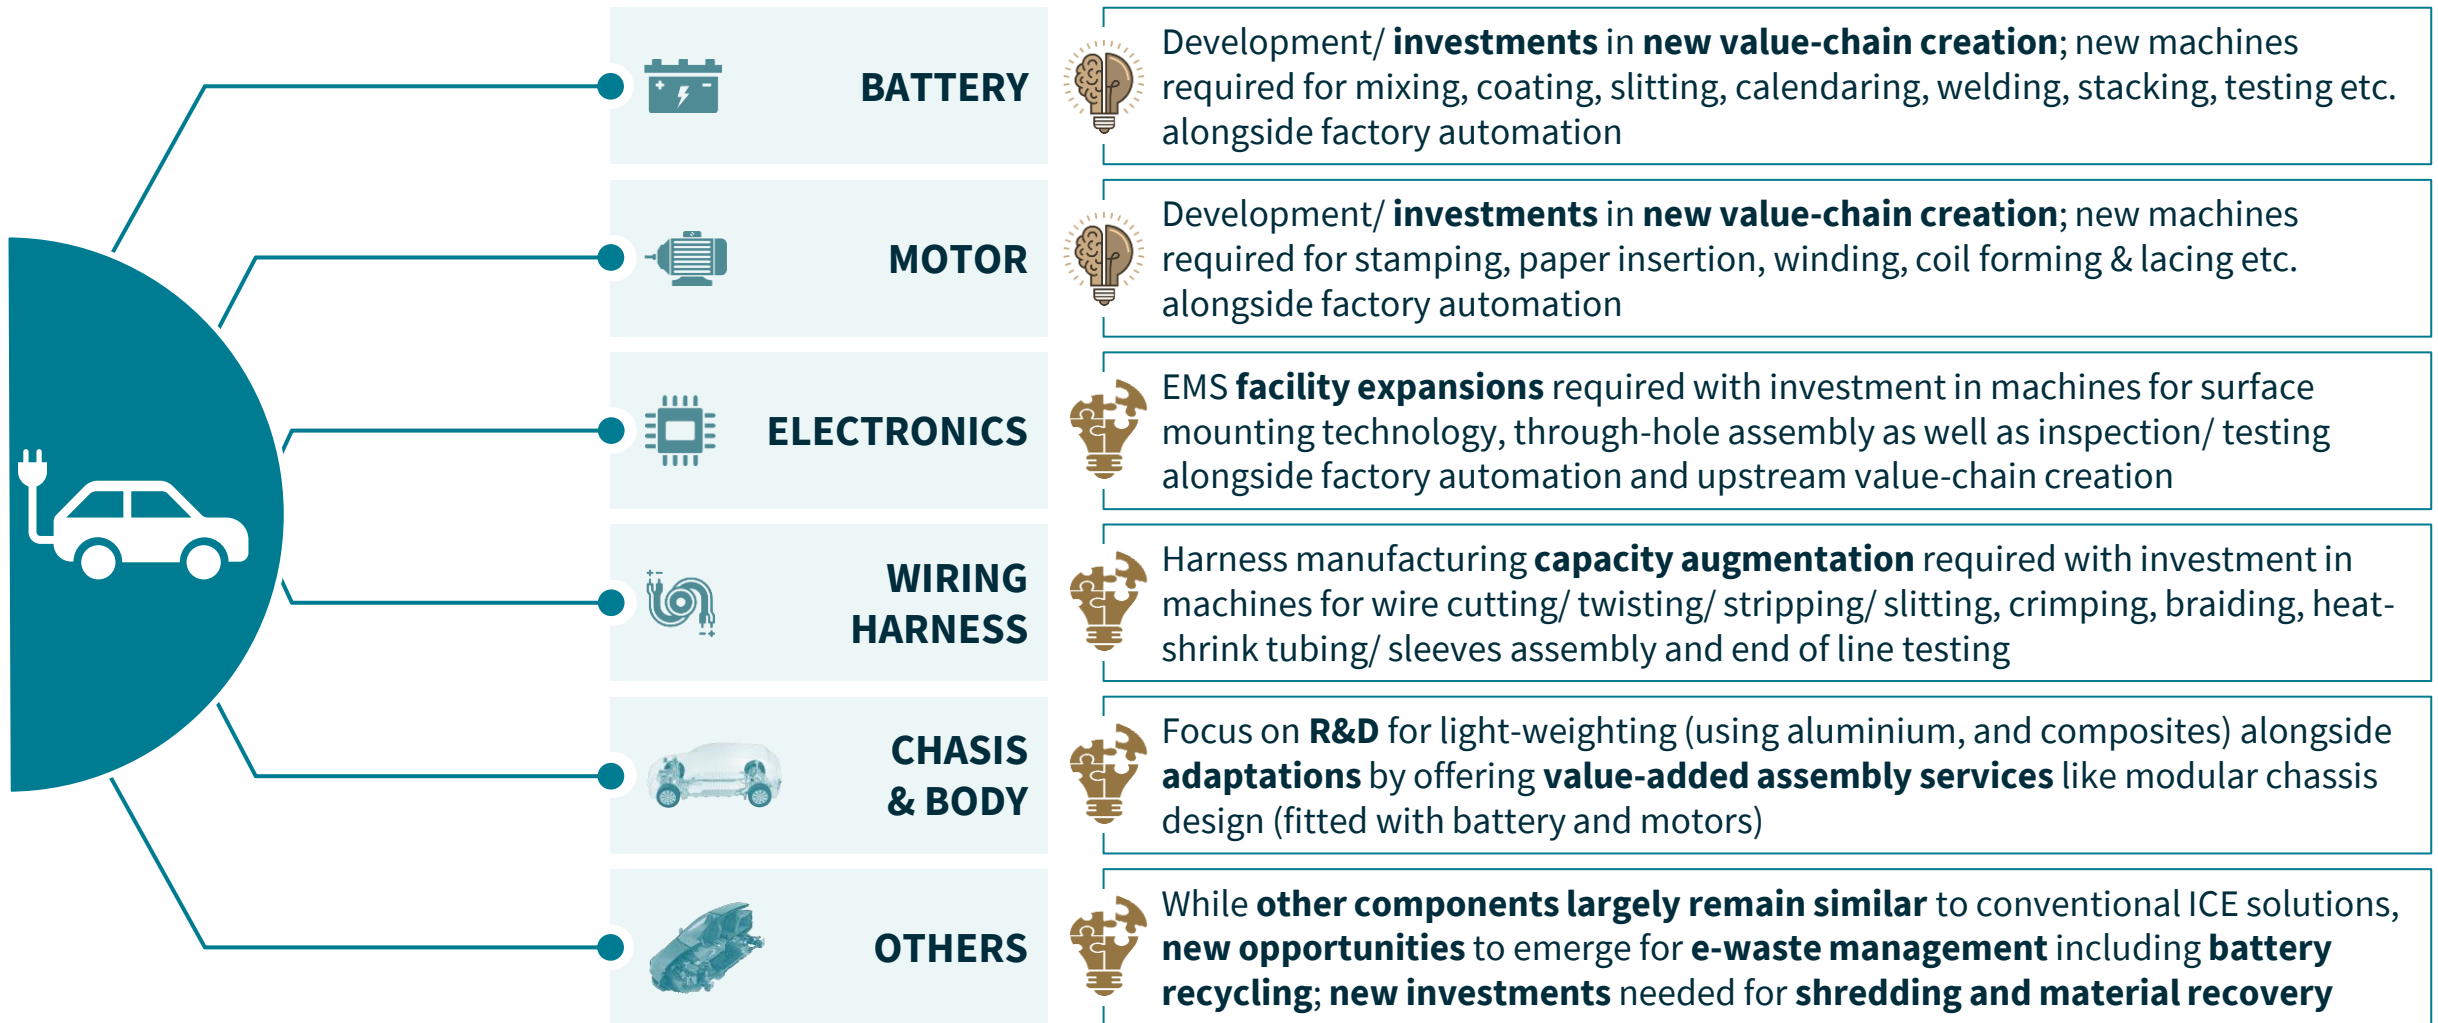 BATTERY
Development/ investments in new value-chain creation; new machines
required for mixing, coating, slitting, calendaring, welding, stacking, testing etc.
alongside factory automation
MOTOR
Development/ investments in new value-chain creation; new machines
required for stamping, paper insertion, winding, coil forming & lacing etc.
alongside factory automation
ELECTRONICS
EMS facility expansions required with investment in machines for surface
mounting technology, through-hole assembly as well as inspection/ testing
alongside factory automation and upstream value-chain creation
WIRING
HARNESS
Harness manufacturing capacity augmentation required with investment in
machines for wire cutting/ twisting/ stripping/ slitting, crimping, braiding, heat-
shrink tubing/ sleeves assembly and end of line testing
CHASIS
& BODY
Focus on R&D for light-weighting (using aluminium, and composites) alongside
adaptations by offering value-added assembly services like modular chassis
design (fitted with battery and motors)
OTHERS
While other components largely remain similar to conventional ICE solutions,
new opportunities to emerge for e-waste management including battery
recycling; new investments needed for shredding and material recovery